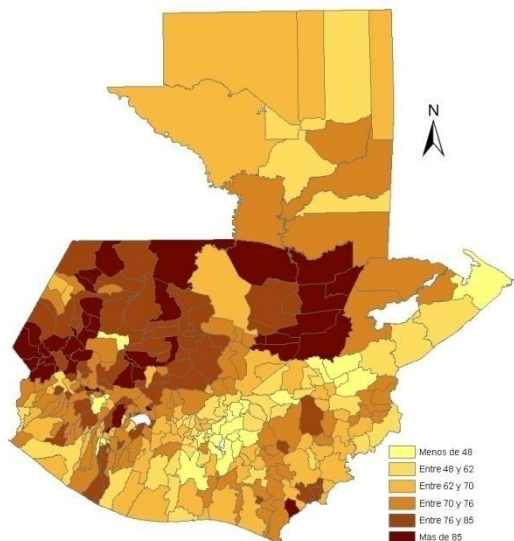 N
Menos de 48
Entre 48 y 62
Entre 62 y 70
Entre 70 y 76
Entre 76 y 85
Mas de 85